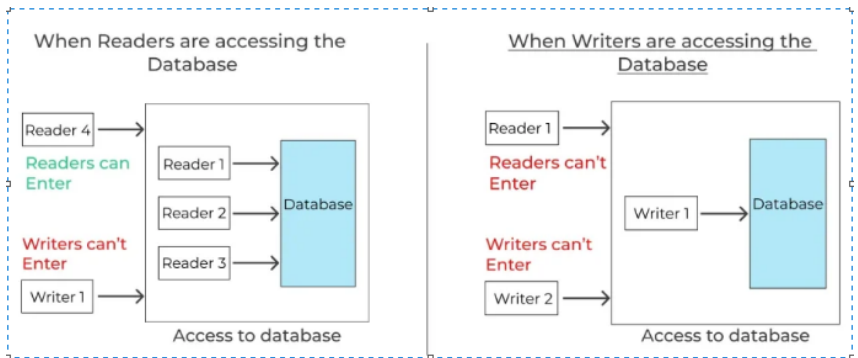 When Readers are accessing the
Database
Reader 4
Readers can
Enter
Writers can't
Enter
Writer 1
Reader 1
Reader 2
Reader 3
Database
Access to database
When Writers are accessing the
Database
Reader 1
Readers can't
Enter
Writers can't
Enter
Writer 2
Writer 1
Database
Access to database